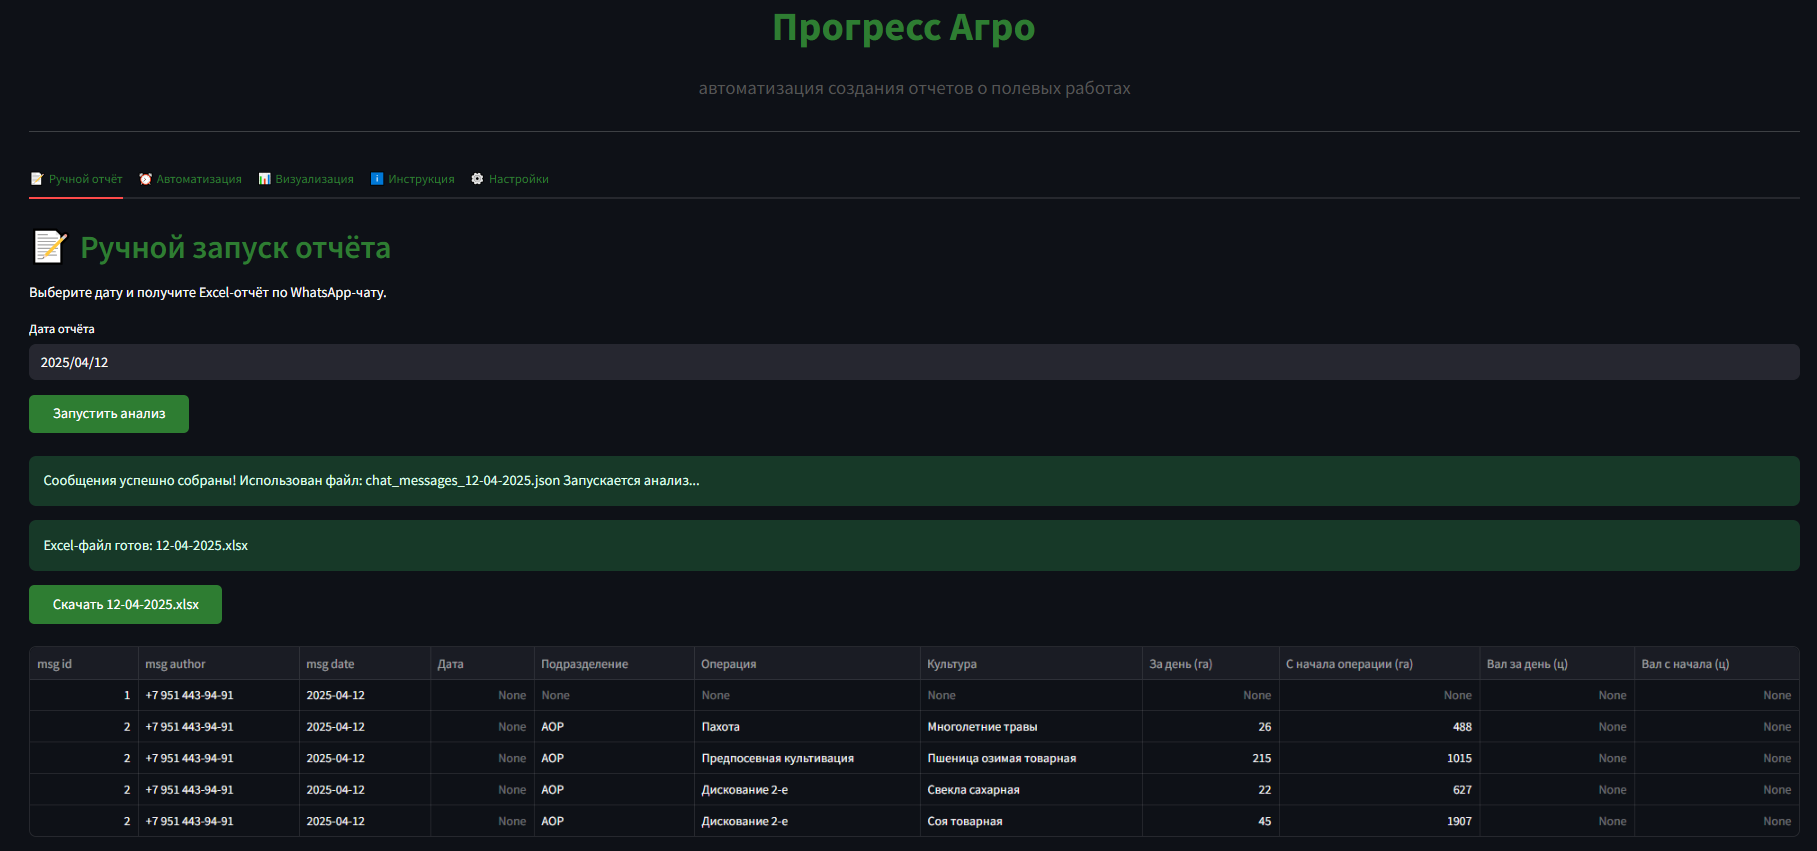 Прогресс Агро
автоматизация создания отчетов о полевых работах
Ручной отчёт Автоматизация Визуализация Инструкция Настройки
Ручной запуск отчёта
Выберите дату и получите Excel-отчёт по WhatsApp-чату.
Дата отчёта
2025/04/12
Запустить анализ
Сообщения успешно собраны! Использован файл: chat_messages_12-04-2025.json Запускается анализ...
Excel-файл готов: 12-04-2025.xlsx
Скачать 12-04-2025.xlsx
msg id msg author msg date Дата Подразделение Операция Культура За день (га) С начала операции (га) Вал за день (ц) Вал с начала (ц)
1 +7 951 443-94-91 2025-04-12 None None None None None None None None
2 +7 951 443-94-91 2025-04-12 None АОР Пахота Многолетние травы 26 488 None None
2 +7 951 443-94-91 2025-04-12 None АОР Предпосевная культивация Пшеница озимая товарная 215 1015 None None
2 +7 951 443-94-91 2025-04-12 None АОР Дискование 2-е Свекла сахарная 22 627 None None
2 +7 951 443-94-91 2025-04-12 None АОР Дискование 2-е Соя товарная 45 1907 None None